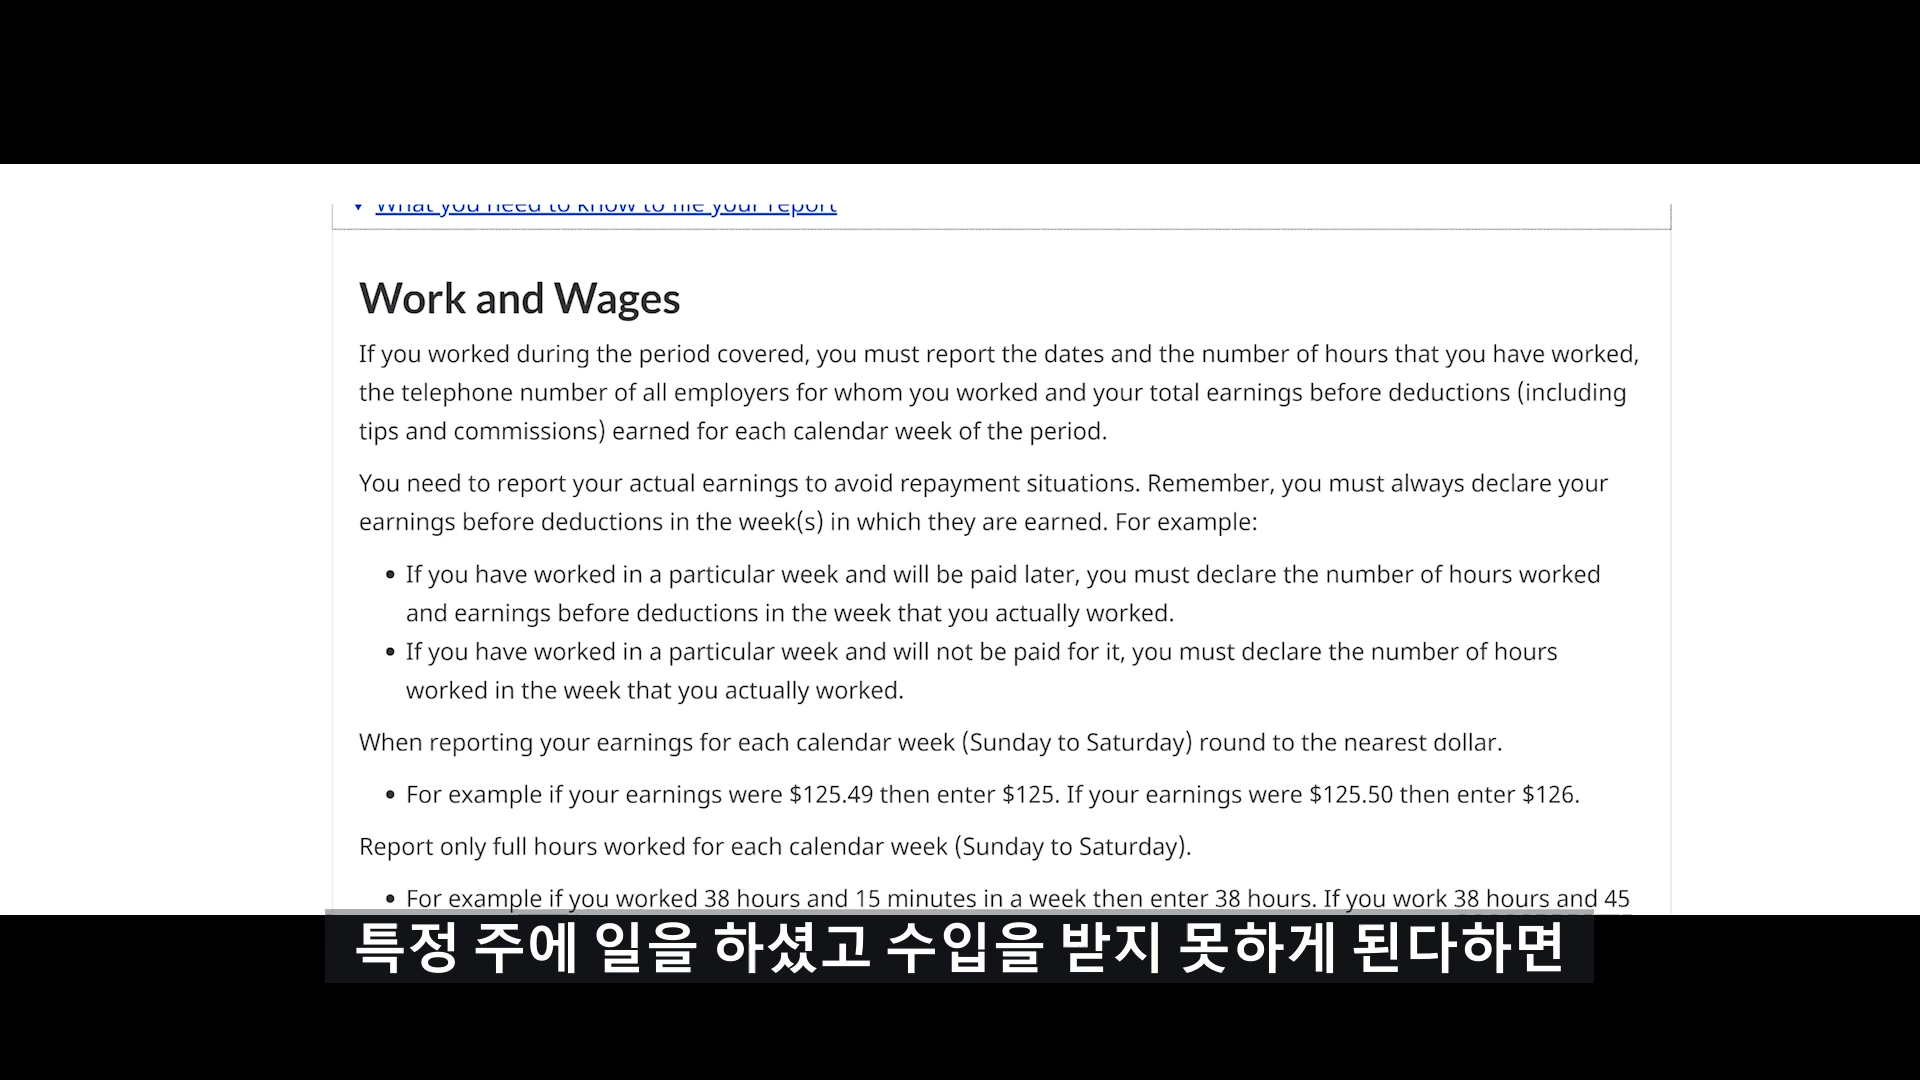 What you need to know to file your report
Work and Wages
If you worked during the period covered, you must report the dates and the number of hours that you have worked,
the telephone number of all employers for whom you worked and your total earnings before deductions (including
tips and commissions) earned for each calendar week of the period.
You need to report your actual earnings to avoid repayment situations. Remember, you must always declare your
earnings before deductions in the week(s) in which they are earned. For example:
If you have worked in a particular week and will be paid later, you must declare the number of hours worked
and earnings before deductions in the week that you actually worked.
If you have worked in a particular week and will not be paid for it, you must declare the number of hours
worked in the week that you actually worked.
When reporting your earnings for each calendar week (Sunday to Saturday) round to the nearest dollar.
For example if your earnings were $125.49 then enter $125. If your earnings were $125.50 then enter $126.
Report only full hours worked for each calendar week (Sunday to Saturday).
For example if you worked 38 hours and 15 minutes in a week then enter 38 hours. If you work 38 hours and 45
특정 주에 일을 하셨고 수입을 받지 못하게 된다하면